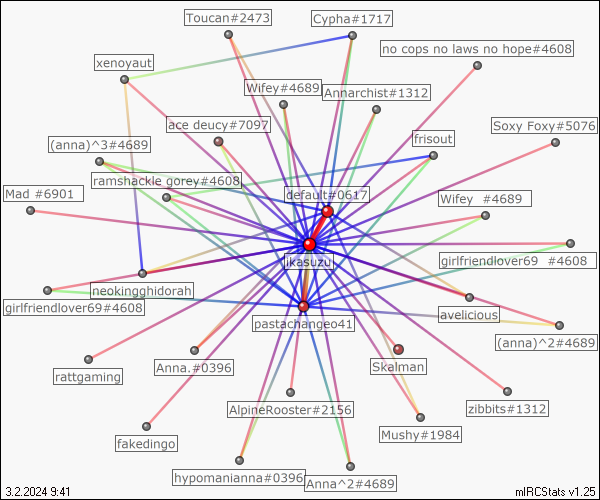 Toucan#2473
Cypha#1717
no cops no laws no hope#4608
xenoyaut
Wifey#4689
Annarchist#1312
ace deucy#7097
frisout
Soxy Foxy#5076
(anna)^3#4689
ramshackle gorey#4608
default#0617
Mad #6901
Wifey #4689
likasuzu
girlfriendlover69 #4608
neokingghidorah
girlfriendlover69#4608
pastachangeo41
avelicious
(anna)^2#4689
rattgaming
Anna.#0396
Skalman
AlpineRooster#2156
zibbits#1312
fakedingo
Mushy#1984
hypomanianna#0396
Anna^2#4689
3.2.2024 9:41
mIRCStats v1.25